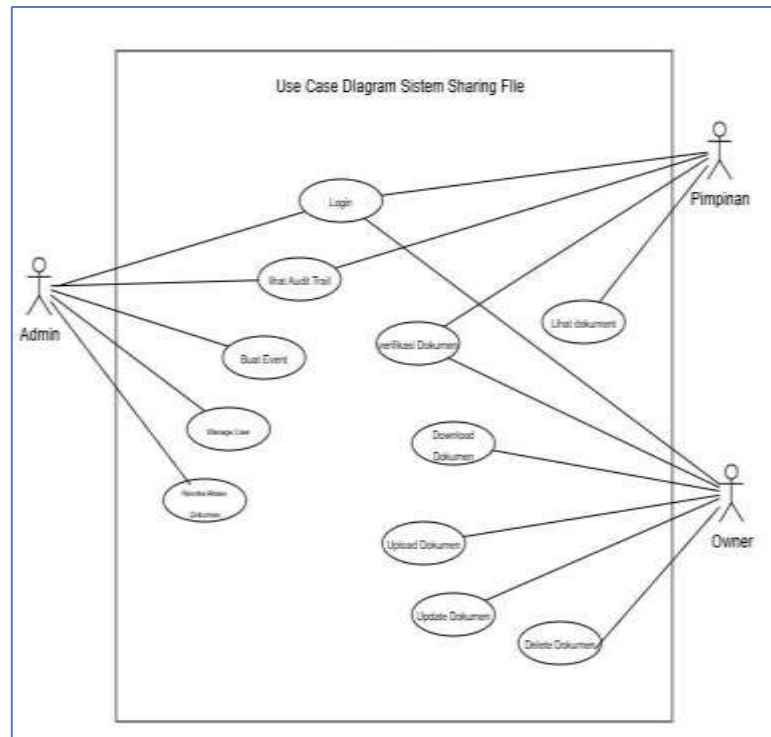 Use Case Diagram Sistem Sharing File
Pimpinan
Login
lihat Audit Trail
Admin
Lihat dokument
verifikasi Dokumen
Buat Event
Manage User
Download
Dokumen
Owner
Dokumen
Upload Dokumen
Update Dokumen
Delete Dokumen